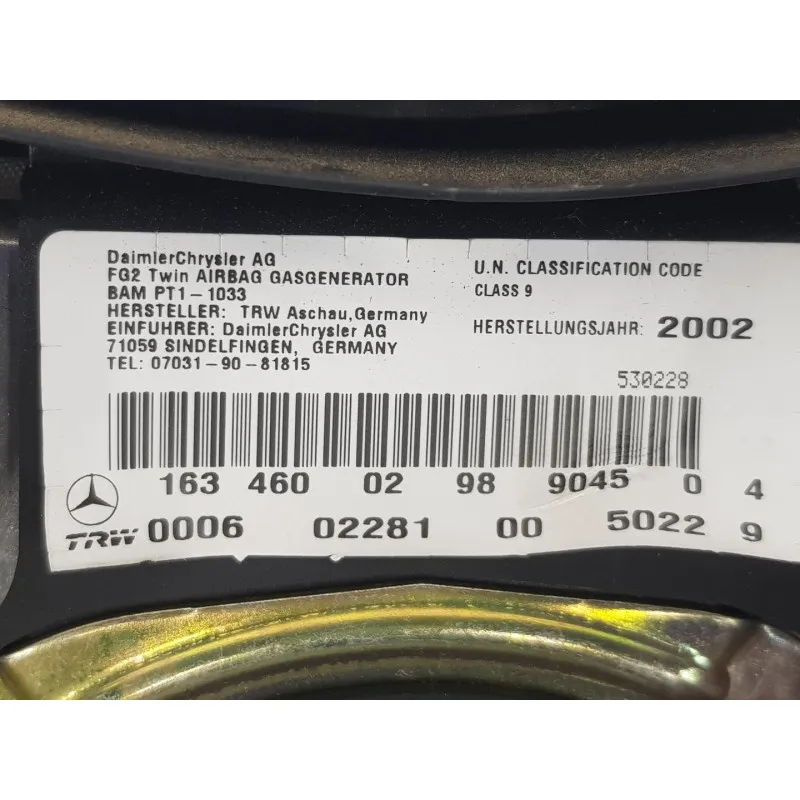 DaimlerChrysler AG
FG2 Twin AIRBAG GASGENERATOR
BAM PT1-1033
HERSTELLER: TRW Aschau,Germany
EINFUHRER: DaimlerChrysler AG
71059 SINDELFINGEN, GERMANY
TEL: 07031-90-81815
U.N. CLASSIFICATION CODE
CLASS 9
HERSTELLUNGSJAHR: 2002
530228
163 460 02 98 9045 0 4
TRW 0006 02281 00 5022 9